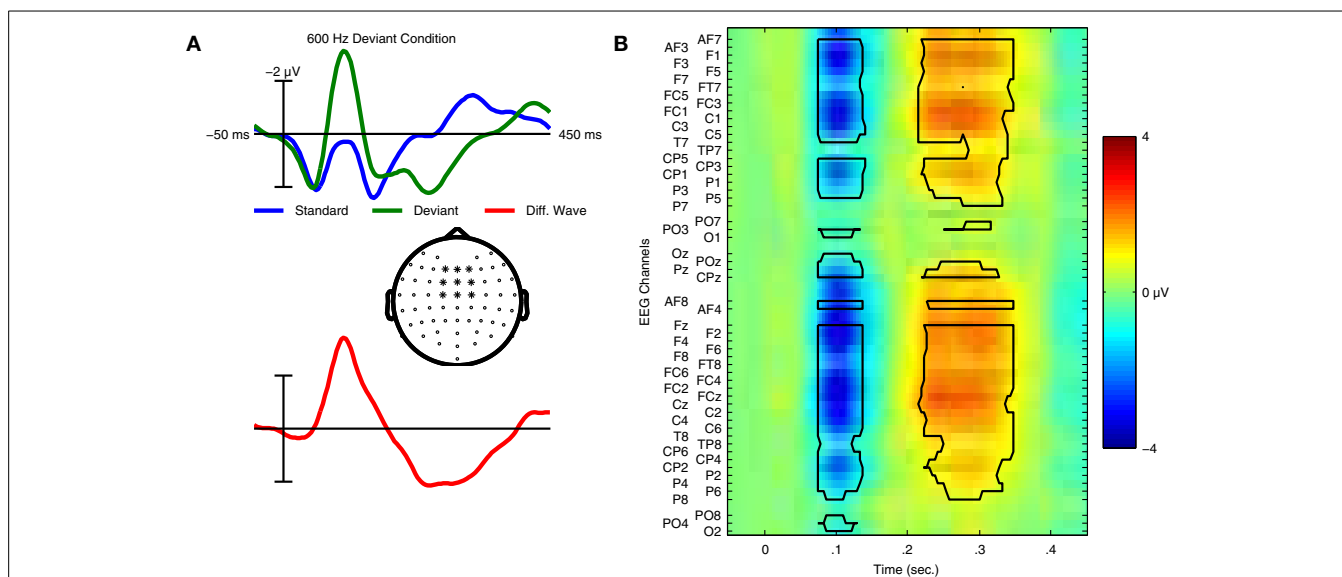 A
600 Hz Deviant Condition
−2 µV
−50 ms
450 ms
Standard
Deviant
Diff. Wave
B
EEG Channels
AF7
AF3
F1
F3
F5
F7
FT7
FC5
FC3
FC1
C1
C3
C5
T7
TP7
CP5
CP3
CP1
P1
P3
P5
P7
PO7
PO3
O1
Oz
POz
Pz
CPz
AF8
AF4
Fz
F2
F4
F6
F8
FT8
FC6
FC4
FC2
FCz
Cz
C2
C4
C6
T8
TP8
CP6
CP4
CP2
P2
P4
P6
P8
PO8
PO4
O2
0
.1
.2
.3
.4
Time (sec.)
4
0 µV
−4